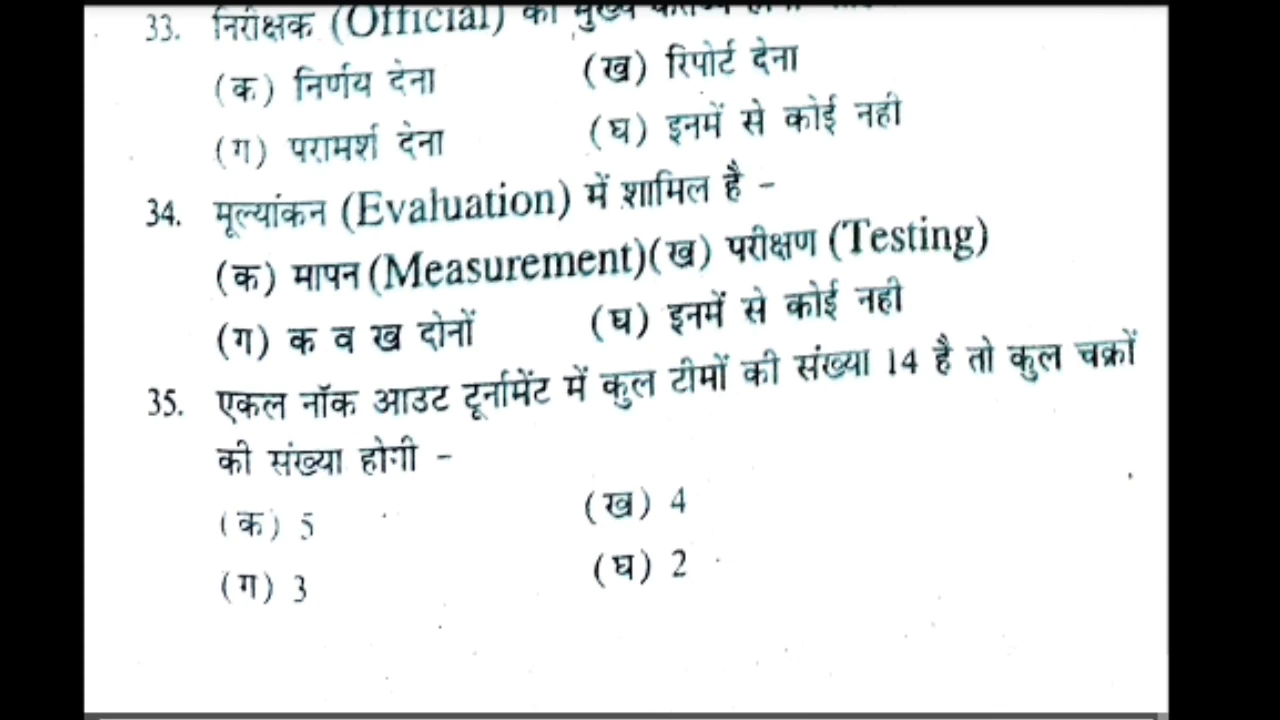 33. निरीक्षक (Official) का मुख्य
(क) निर्णय देना (ख) रिपोर्ट देना
(ग) परामर्श देना (घ) इनमें से कोई नही
34. मूल्यांकन (Evaluation) में शामिल है -
(क) मापन (Measurement)(ख) परीक्षण (Testing)
(ग) क व ख दोनों (घ) इनमें से कोई नही
35. एकल नॉक आउट टूर्नामेंट में कुल टीमों की संख्या 14 है तो कुल चक्रों
की संख्या होगी -
(क) 5 (ख) 4
(ग) 3 (घ) 2